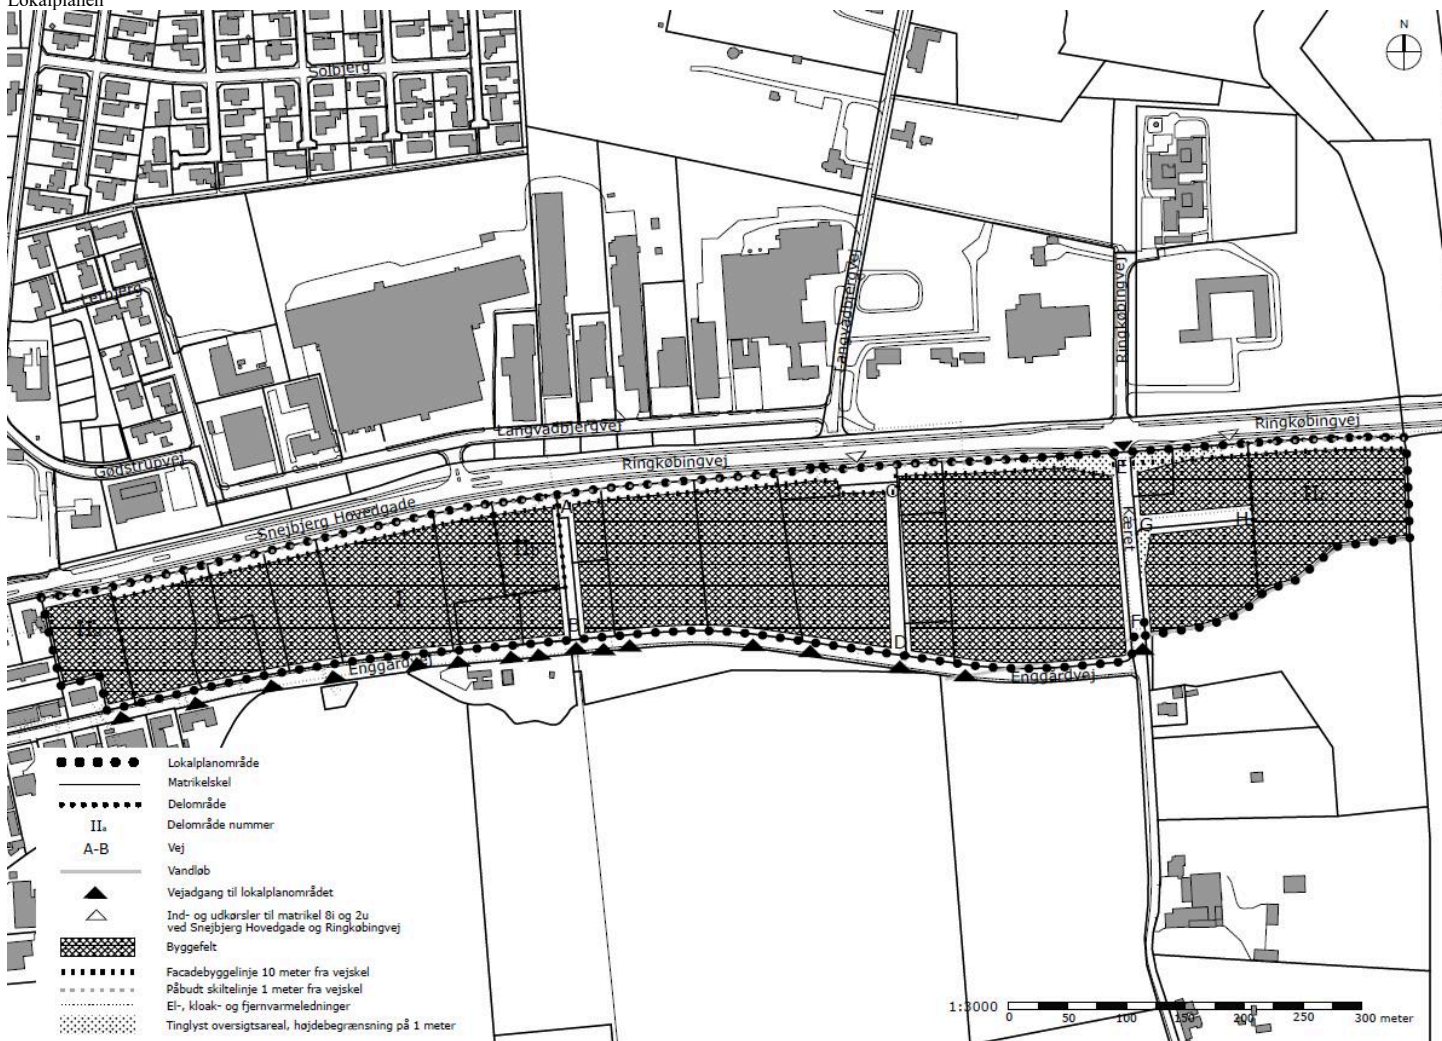 Lokalplanen
N
Solbjerg
Lerbjerg
Langvadbjergvej
Ringkøbingvej
Gødstrupvej
Langvadbjergvej
Ringkøbingvej
Ringkøbingvej
Snejbjerg Hovedgade
A
E
G
H
Kæret
I
B
D
F
Enggårdvej
Enggårdvej
Lokalplanområde
Matrikelskel
Delområde
IIₐ Delområde nummer
A-B Vej
Vandløb
Vejadgang til lokalplanområdet
Ind- og udkørsler til matrikel 8i og 2u
ved Snejbjerg Hovedgade og Ringkøbingvej
Byggefelt
Facadebyggelinje 10 meter fra vejskel
Påbudt skiltelinje 1 meter fra vejskel
El-, kloak- og fjernvarmeledninger
Tinglyst oversigtsareal, højdebegrænsning på 1 meter
1:3000
0 50 100 150 200 250 300 meter